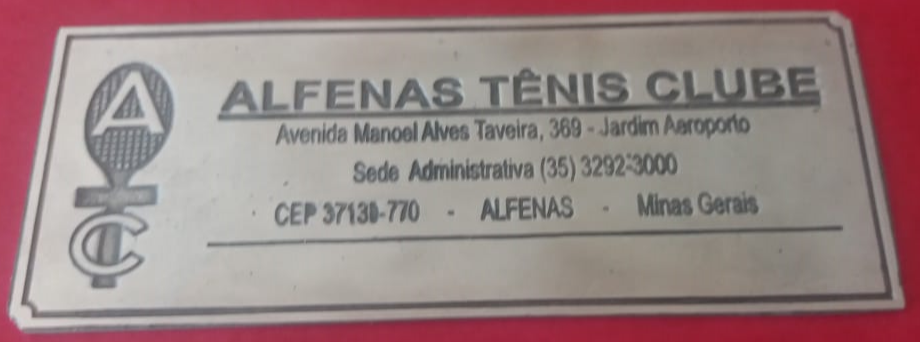 ALFENAS TÊNIS CLUBE
Avenida Manoel Alves Taveira, 369 - Jardim Aeroporto
Sede Administrativa (35) 3292-3000
CEP 37130-770 - ALFENAS - Minas Gerais
A
T
C